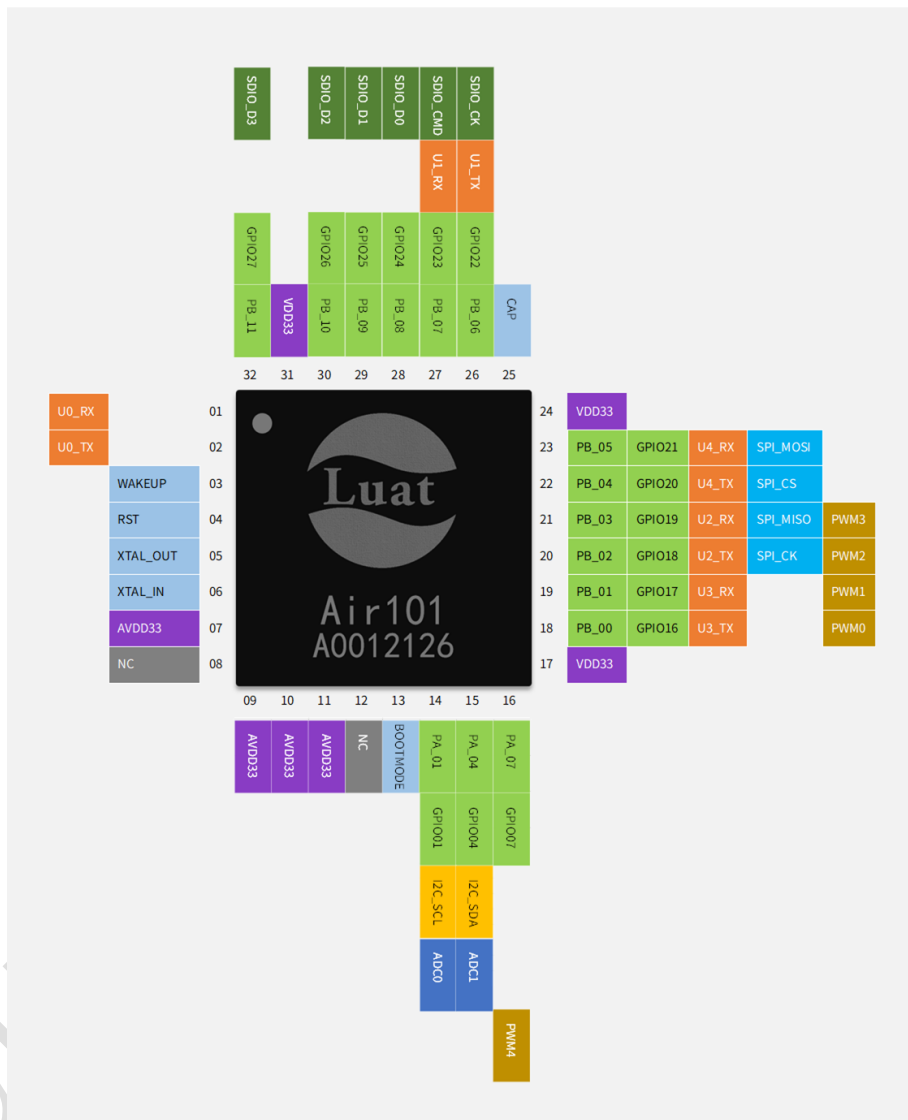 SDIO_D3 SDIO_D2 SDIO_D1 SDIO_D0 SDIO_CMD SDIO_CK
U1_RX U1_TX
GPIO27 GPIO26 GPIO25 GPIO24 GPIO23 GPIO22
PB_11 VDD33 PB_10 PB_09 PB_08 PB_07 PB_06 CAP
32 31 30 29 28 27 26 25
U0_RX 01
U0_TX 02
WAKEUP 03
RST 04
XTAL_OUT 05
XTAL_IN 06
AVDD33 07
NC 08
Luat
Air101
A0012126
24 VDD33
23 PB_05 GPIO21 U4_RX SPI_MOSI
22 PB_04 GPIO20 U4_TX SPI_CS
21 PB_03 GPIO19 U2_RX SPI_MISO PWM3
20 PB_02 GPIO18 U2_TX SPI_CK PWM2
19 PB_01 GPIO17 U3_RX PWM1
18 PB_00 GPIO16 U3_TX PWM0
17 VDD33
09 10 11 12 13 14 15 16
AVDD33 AVDD33 AVDD33 NC BOOTMODE PA_01 PA_04 PA_07
GPIO01 GPIO04 GPIO07
I2C_SCL I2C_SDA
ADC0 ADC1
PWM4